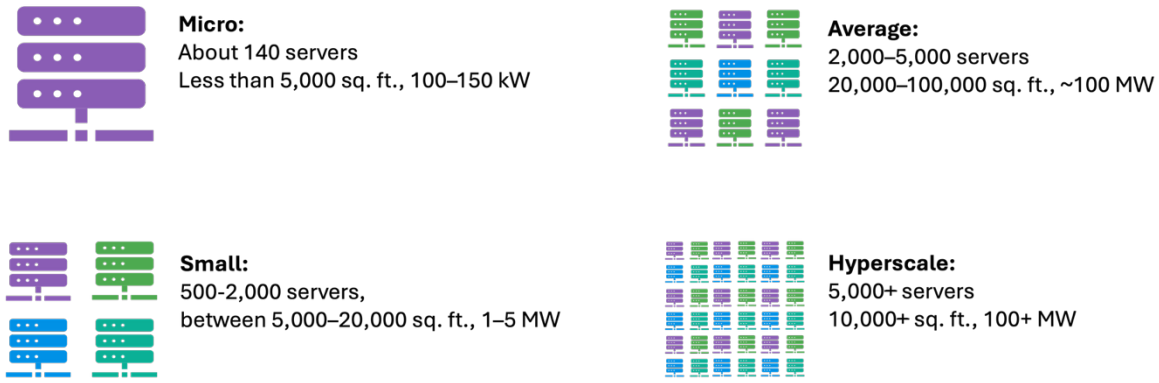 Micro:
About 140 servers
Less than 5,000 sq. ft., 100–150 kW
Average:
2,000–5,000 servers
20,000–100,000 sq. ft., ~100 MW
Small:
500-2,000 servers,
between 5,000–20,000 sq. ft., 1–5 MW
Hyperscale:
5,000+ servers
10,000+ sq. ft., 100+ MW